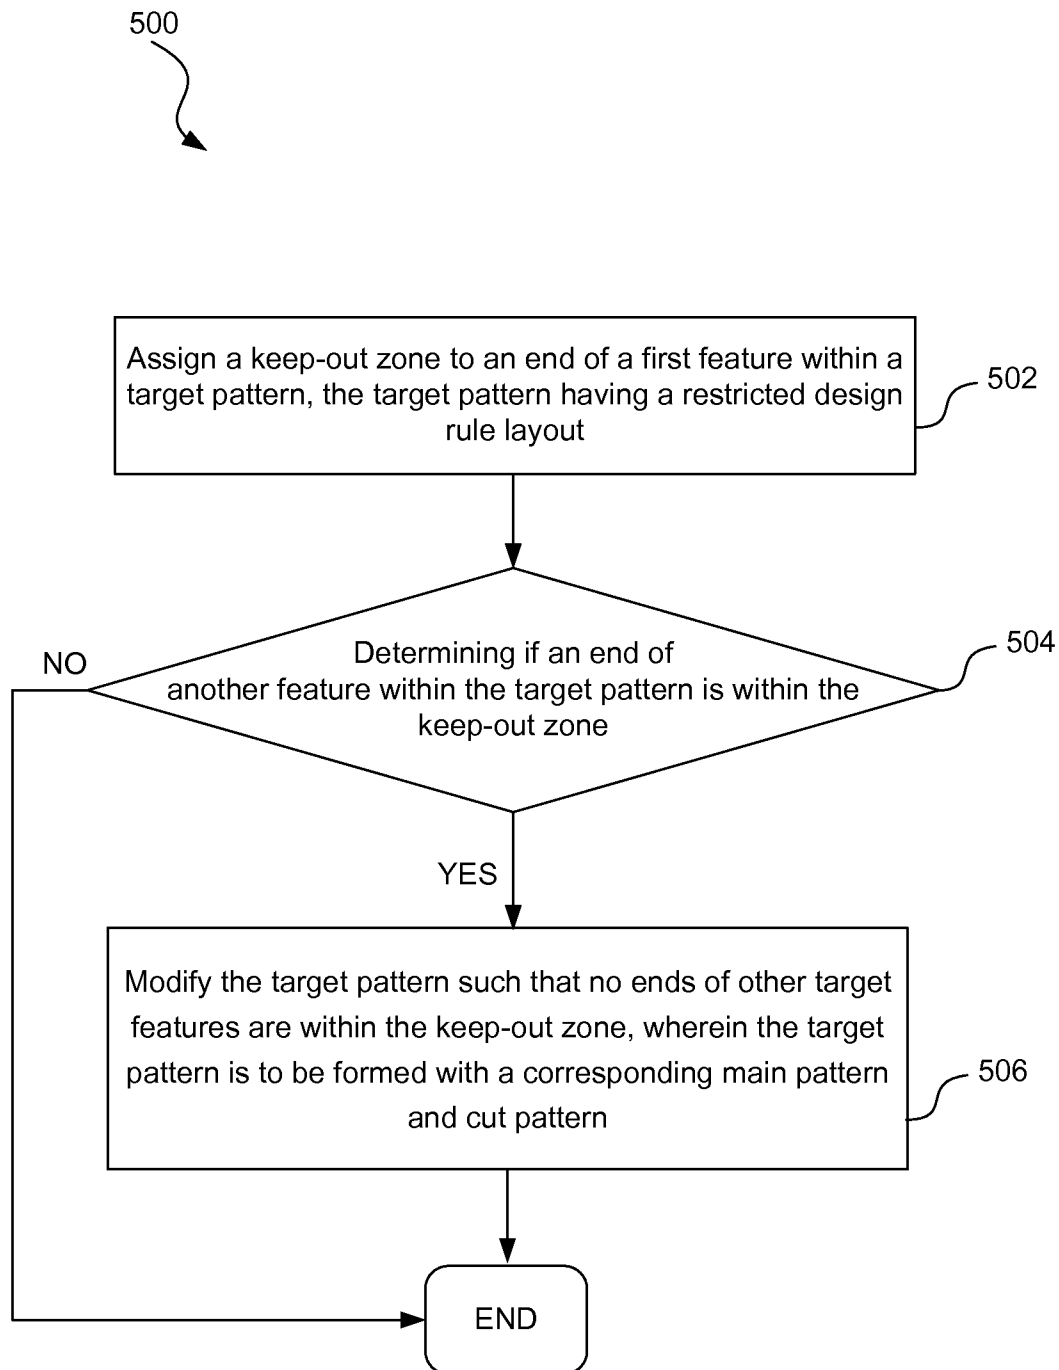 500
Assign a keep-out zone to an end of a first feature within a
target pattern, the target pattern having a restricted design
rule layout
502
Determining if an end of
another feature within the target pattern is within the
keep-out zone
504
NO
YES
Modify the target pattern such that no ends of other target
features are within the keep-out zone, wherein the target
pattern is to be formed with a corresponding main pattern
and cut pattern
506
END